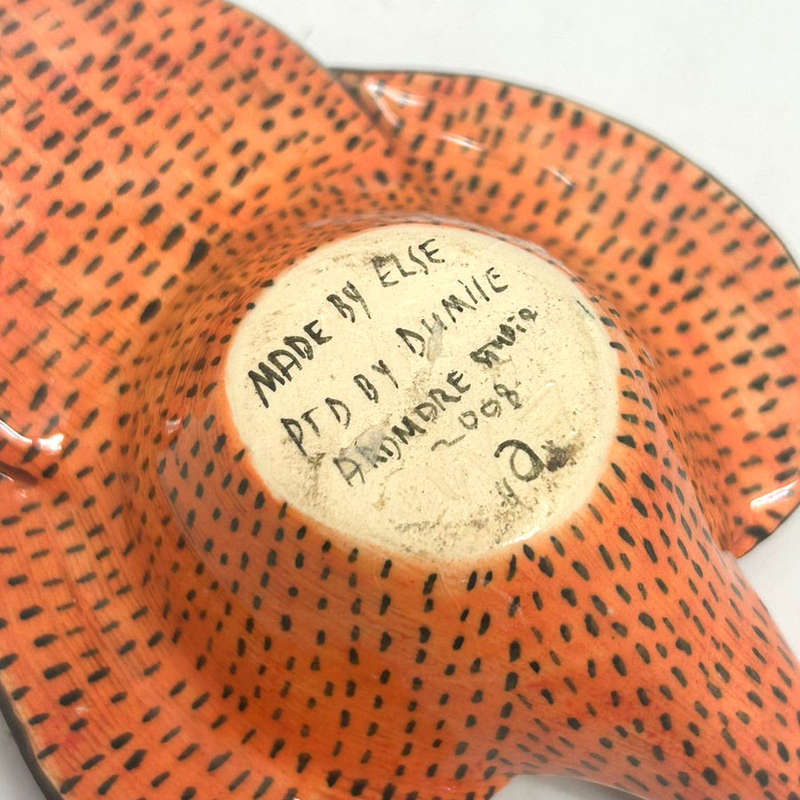 MADE BY ELSE
PTD BY DUMILE
ARDMORE studio
2008